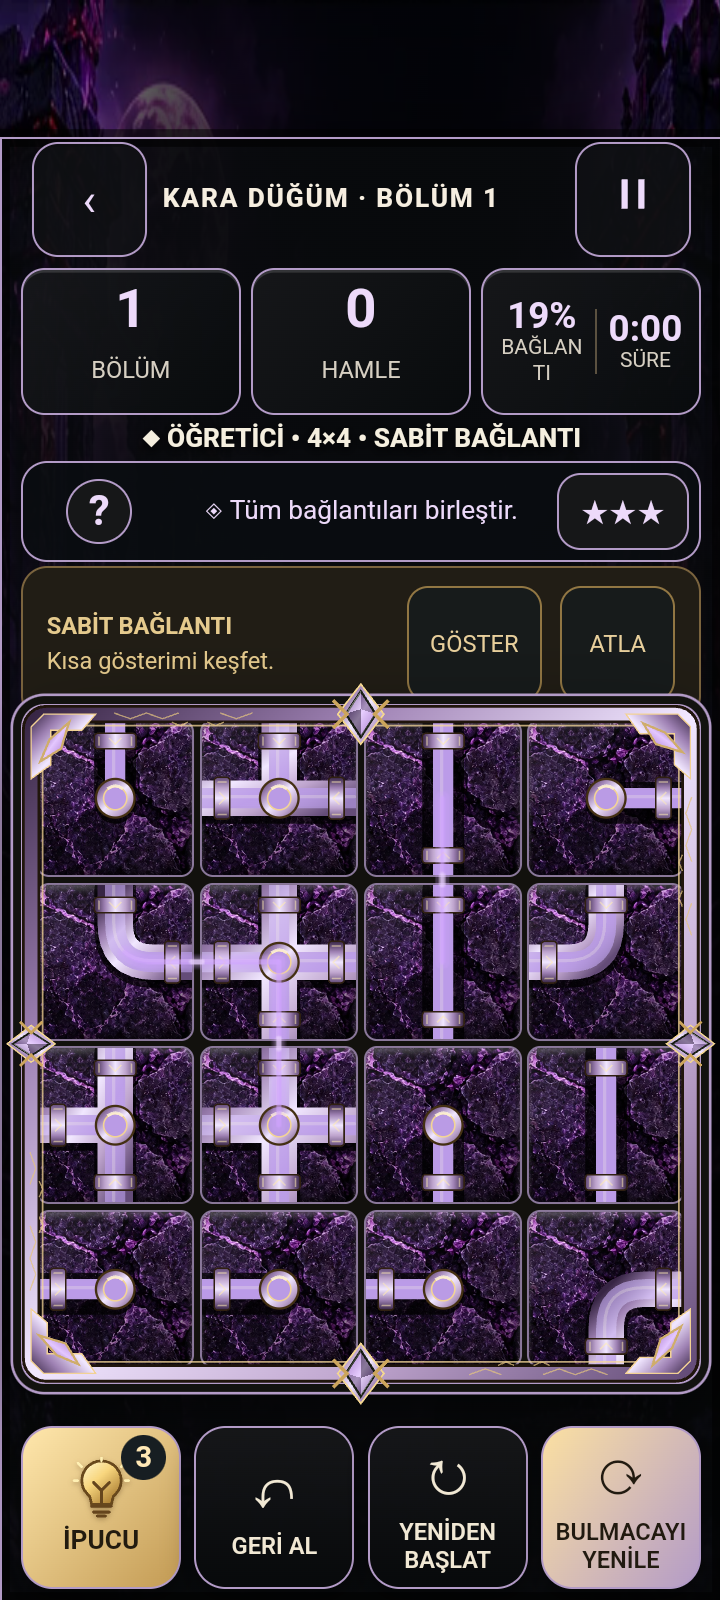 ‹
KARA DÜĞÜM · BÖLÜM 1
1
BÖLÜM
0
HAMLE
19%
BAĞLAN
TI
0:00
SÜRE
◆ ÖĞRETİCİ • 4×4 • SABİT BAĞLANTI
?
◈ Tüm bağlantıları birleştir.
★★★
SABİT BAĞLANTI
Kısa gösterimi keşfet.
GÖSTER
ATLA
3
İPUCU
GERİ AL
YENİDEN
BAŞLAT
BULMACAYI
YENİLE